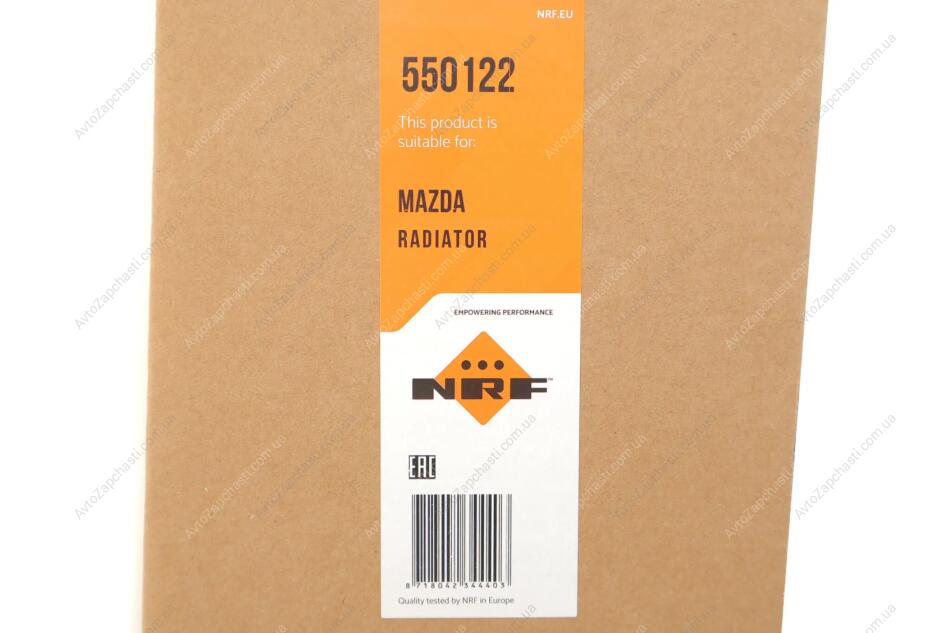 NRF.EU
550122
This product is
suitable for:
MAZDA
RADIATOR
EMPOWERING PERFORMANCE
NRF™
EAC
8 718042 344403
Quality tested by NRF in Europe
AvtoZapchasti.com.ua